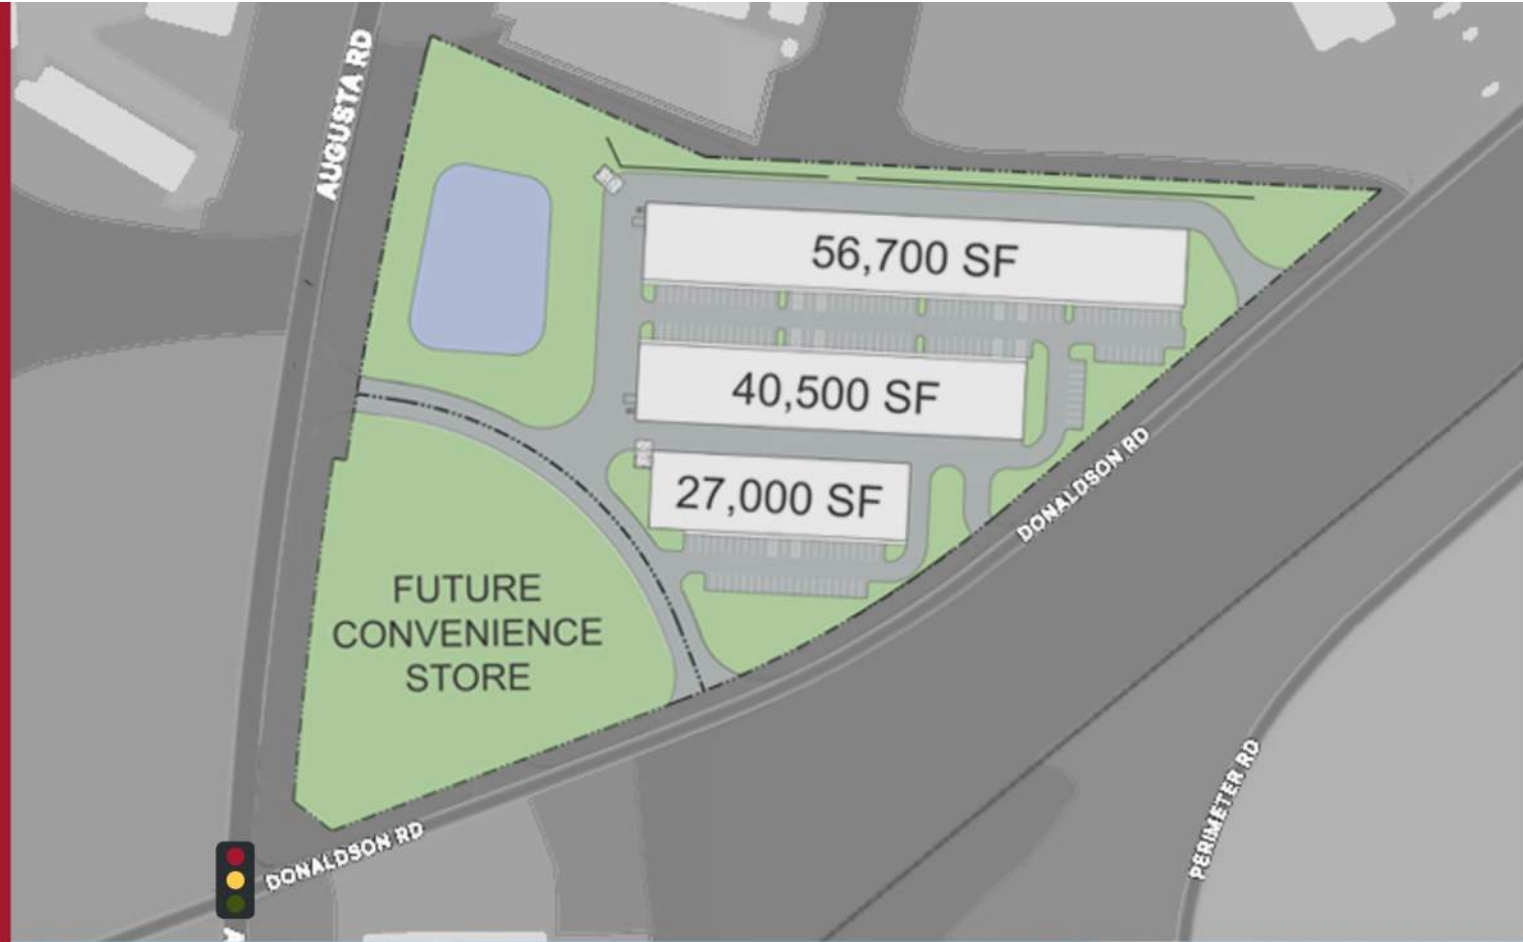 AUGUSTA RD
56,700 SF
40,500 SF
27,000 SF
DONALDSON RD
FUTURE
CONVENIENCE
STORE
PERIMETER RD
DONALDSON RD